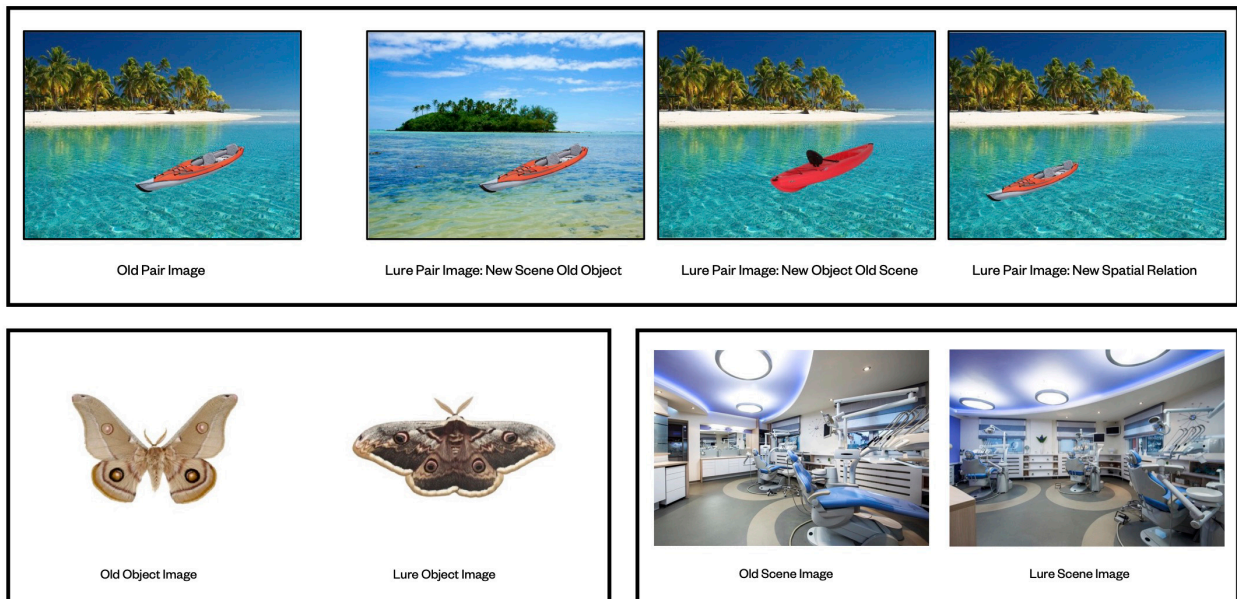 Old Pair Image
Lure Pair Image: New Scene Old Object
Lure Pair Image: New Object Old Scene
Lure Pair Image: New Spatial Relation
Old Object Image
Lure Object Image
Old Scene Image
Lure Scene Image